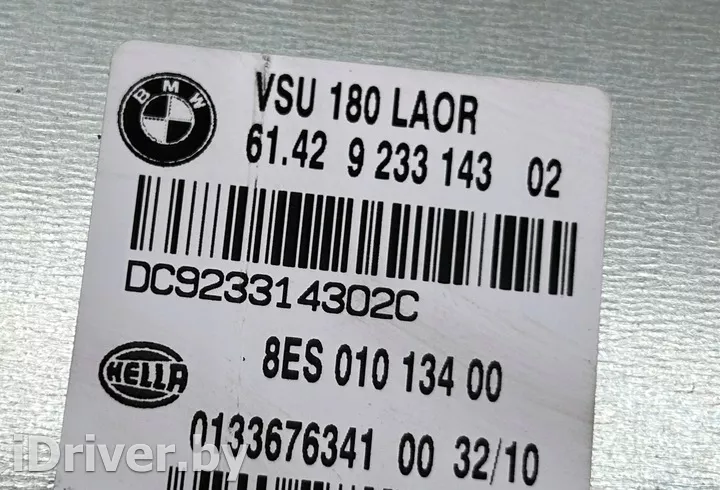 BMW
VSU 180 LAOR
61.42 9 233 143 02
DC923314302C
HELLA
8ES 010 134 00
0133676341 00 32/10
iDriver.by